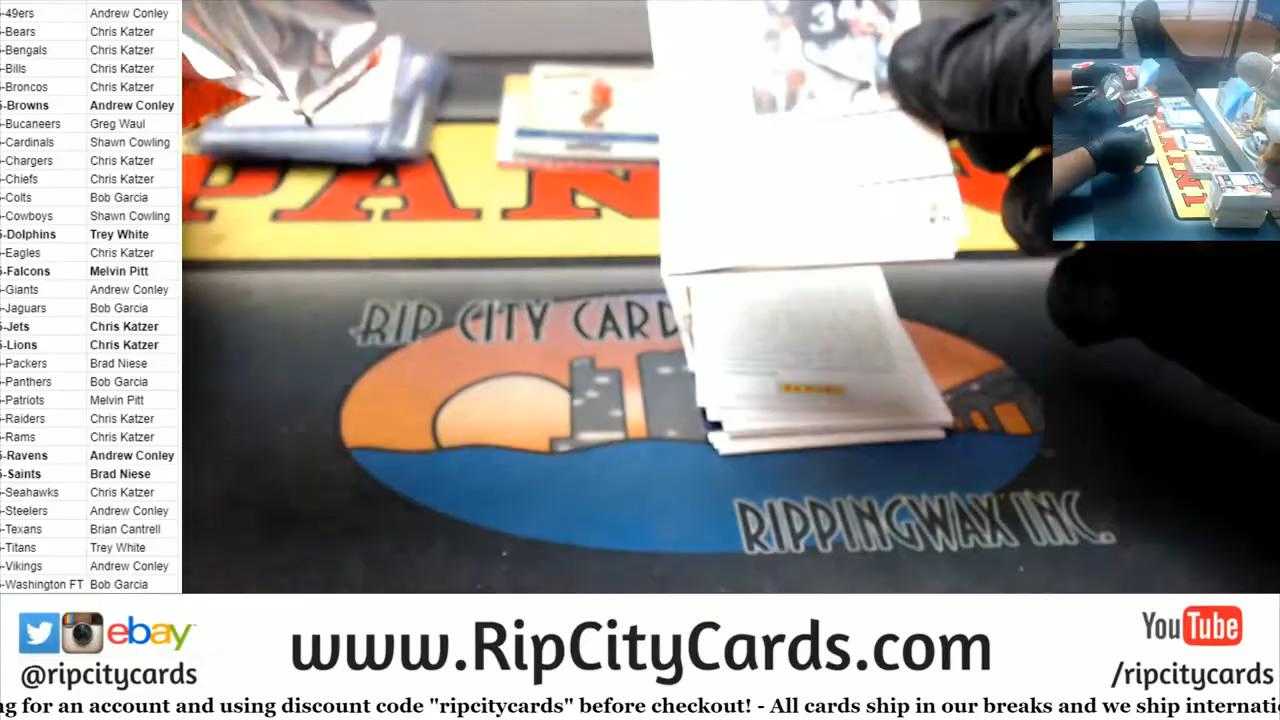 -49ers Andrew Conley
-Bears Chris Katzer
-Bengals Chris Katzer
-Bills Chris Katzer
-Broncos Chris Katzer
-Browns Andrew Conley
-Bucaneers Greg Waul
-Cardinals Shawn Cowling
-Chargers Chris Katzer
-Chiefs Chris Katzer
-Colts Bob Garcia
-Cowboys Shawn Cowling
-Dolphins Trey White
-Eagles Chris Katzer
-Falcons Melvin Pitt
-Giants Andrew Conley
-Jaguars Bob Garcia
-Jets Chris Katzer
-Lions Chris Katzer
-Packers Brad Niese
-Panthers Bob Garcia
-Patriots Melvin Pitt
-Raiders Chris Katzer
-Rams Chris Katzer
-Ravens Andrew Conley
-Saints Brad Niese
-Seahawks Chris Katzer
-Steelers Andrew Conley
-Texans Brian Cantrell
-Titans Trey White
-Vikings Andrew Conley
-Washington FT Bob Garcia
34
PANINI
RIP CITY CARD
PANINI
RIPPINGWAX INC.
ebay
@ripcitycards
www.RipCityCards.com
YouTube
/ripcitycards
ng for an account and using discount code "ripcitycards" before checkout! - All cards ship in our breaks and we ship internati